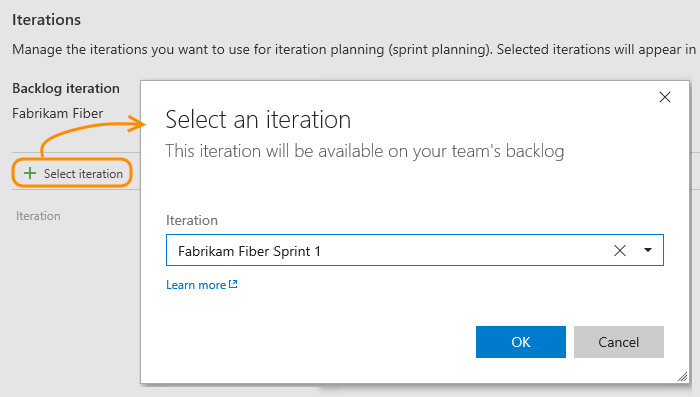 Iterations
Manage the iterations you want to use for iteration planning (sprint planning). Selected iterations will appear in
Backlog iteration
Fabrikam Fiber
Select iteration
Iteration
Select an iteration
This iteration will be available on your team's backlog
Iteration
Fabrikam Fiber Sprint 1
Learn more
OK
Cancel